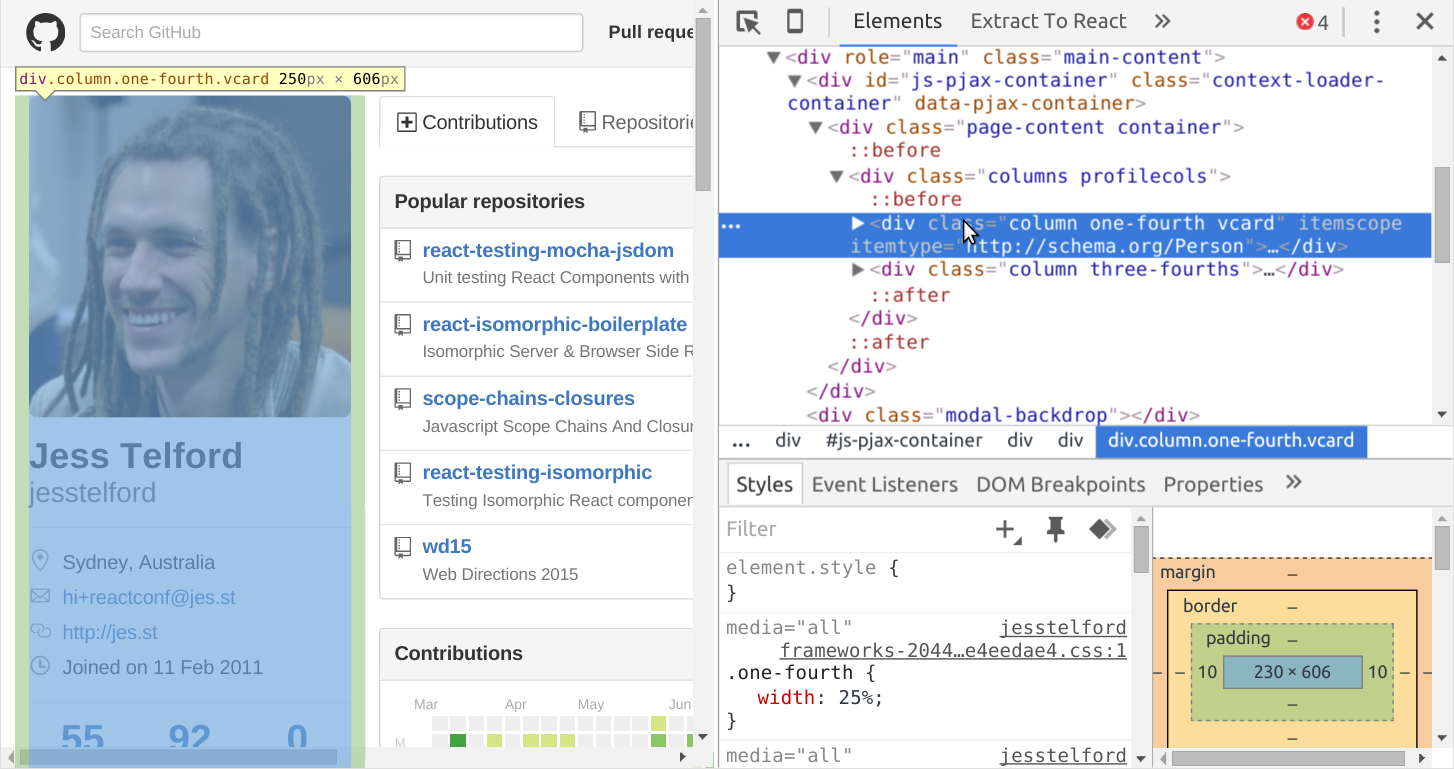 Search GitHub
Pull reque
div.column.one-fourth.vcard 250px × 606px
Contributions
Repositorie
Popular repositories
react-testing-mocha-jsdom
Unit testing React Components with
react-isomorphic-boilerplate
Isomorphic Server & Browser Side R
scope-chains-closures
Javascript Scope Chains And Closur
react-testing-isomorphic
Testing Isomorphic React componen
wd15
Web Directions 2015
Jess Telford
jesstelford
Sydney, Australia
hi+reactconf@jes.st
http://jes.st
Joined on 11 Feb 2011
55 92 0
Contributions
Mar Apr May Jun
M
Elements Extract To React » 4
▼<div role="main" class="main-content">
▼<div id="js-pjax-container" class="context-loader-
container" data-pjax-container>
▼<div class="page-content container">
::before
▼<div class="columns profilecols">
::before
… ▶<div class="column one-fourth vcard" itemscope
itemtype="http://schema.org/Person">…</div>
▶<div class="column three-fourths">…</div>
::after
</div>
::after
</div>
</div>
<div class="modal-backdrop"></div>
... div #js-pjax-container div div div.column.one-fourth.vcard
Styles Event Listeners DOM Breakpoints Properties »
Filter
element.style {
}
media="all" jesstelford
frameworks-2044…e4eedae4.css:1
.one-fourth {
width: 25%;
}
media="all" jesstelford
margin –
border –
padding –
– – 10 230 × 606 10 – –
–
–